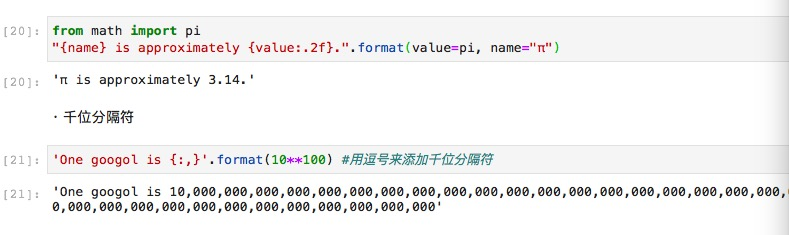 [20]:
from math import pi
"{name} is approximately {value:.2f}.".format(value=pi, name="π")
[20]:
'π is approximately 3.14.'
· 千位分隔符
[21]:
'One googol is {:,}'.format(10**100) #用逗号来添加千位分隔符
[21]:
'One googol is 10,000,000,000,000,000,000,000,000,000,000,000,000,000,000,000,000,000,000,000,000,
0,000,000,000,000,000,000,000,000,000,000,000,000'